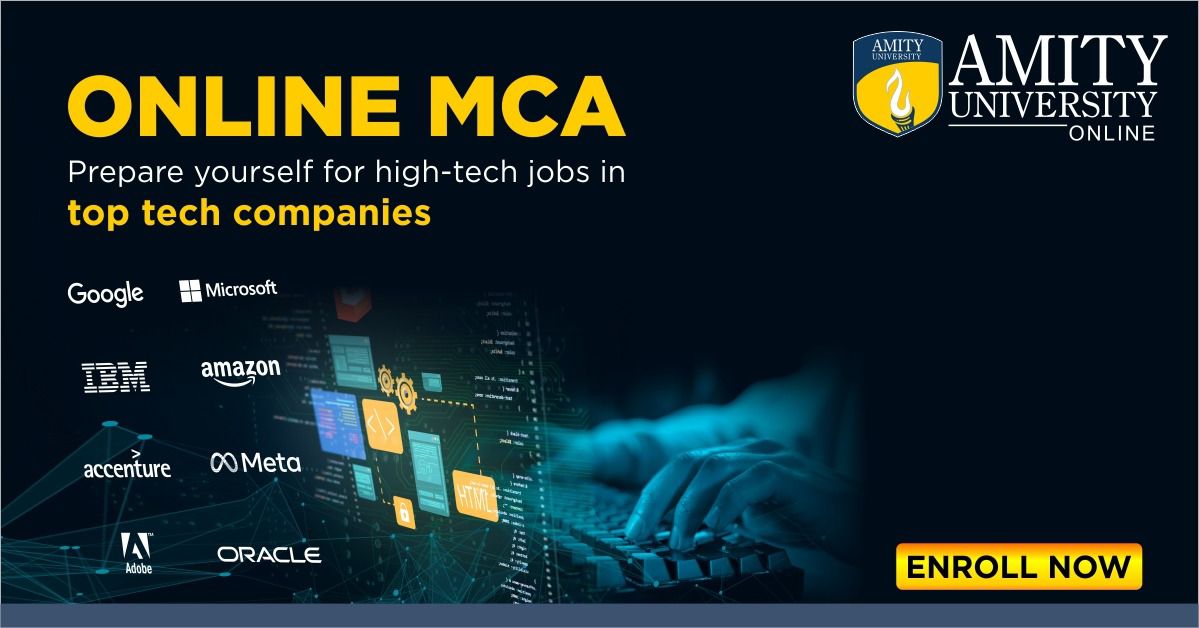 ONLINE MCA
Prepare yourself for high-tech jobs in
top tech companies
AMITY
UNIVERSITY
AMITY
UNIVERSITY
ONLINE
Google
Microsoft
IBM
amazon
accenture
Meta
Adobe
ORACLE
</>
HTML
ENROLL NOW